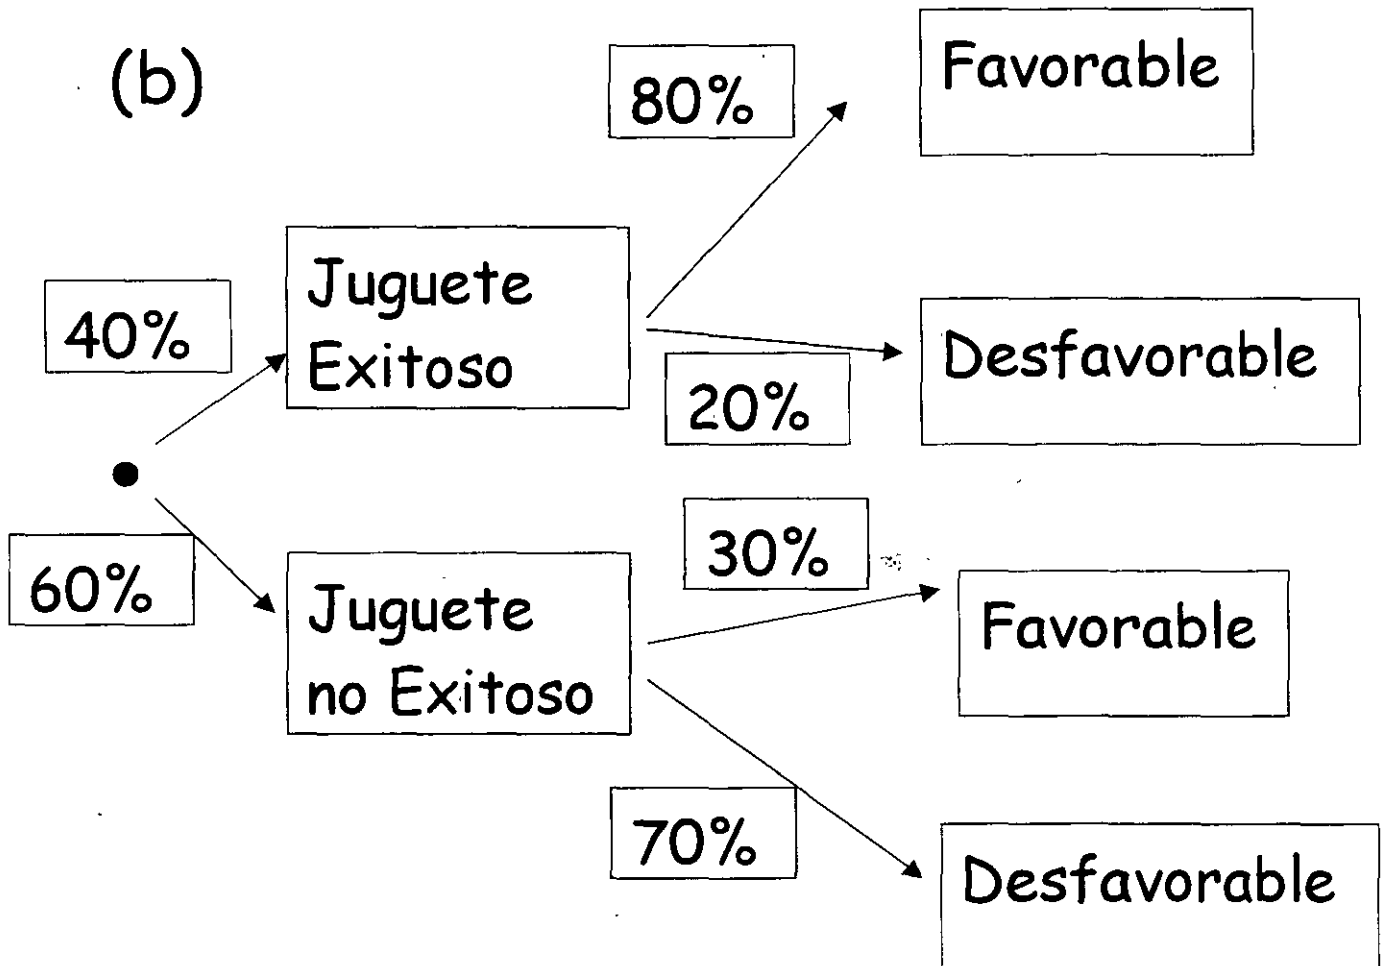 (b)
80%
Favorable
40%
Juguete
Exitoso
20%
Desfavorable
60%
Juguete
no Exitoso
30%
Favorable
70%
Desfavorable